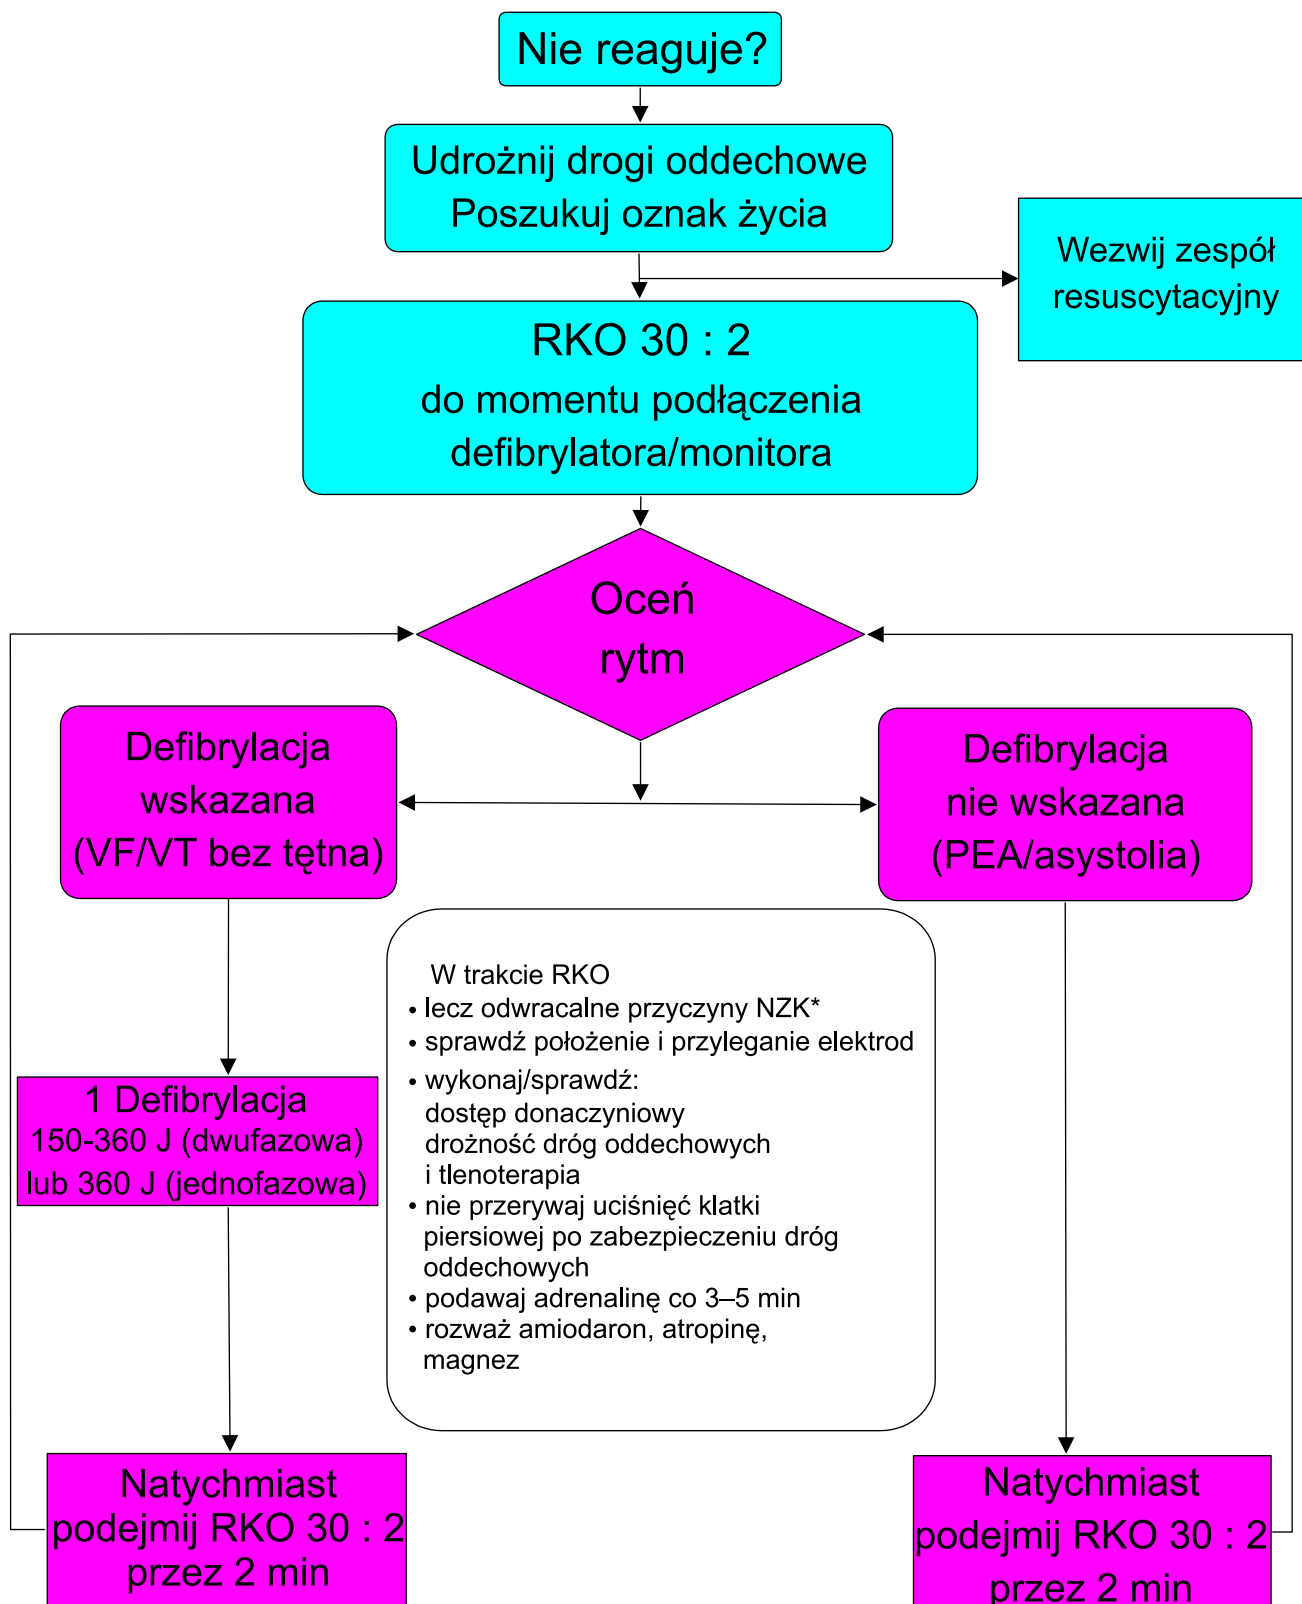 Nie reaguje?
Udrożnij drogi oddechowe
Poszukuj oznak życia
Wezwij zespół
resuscytacyjny
RKO 30 : 2
do momentu podłączenia
defibrylatora/monitora
Oceń
rytm
Defibrylacja
wskazana
(VF/VT bez tętna)
Defibrylacja
nie wskazana
(PEA/asystolia)
1 Defibrylacja
150-360 J (dwufazowa)
lub 360 J (jednofazowa)
W trakcie RKO
• lecz odwracalne przyczyny NZK*
• sprawdź położenie i przyleganie elektrod
• wykonaj/sprawdź:
dostęp donaczyniowy
drożność dróg oddechowych
i tlenoterapia
• nie przerywaj uciśnięć klatki
piersiowej po zabezpieczeniu dróg
oddechowych
• podawaj adrenalinę co 3–5 min
• rozważ amiodaron, atropinę,
magnez
Natychmiast
podejmij RKO 30 : 2
przez 2 min
Natychmiast
podejmij RKO 30 : 2
przez 2 min